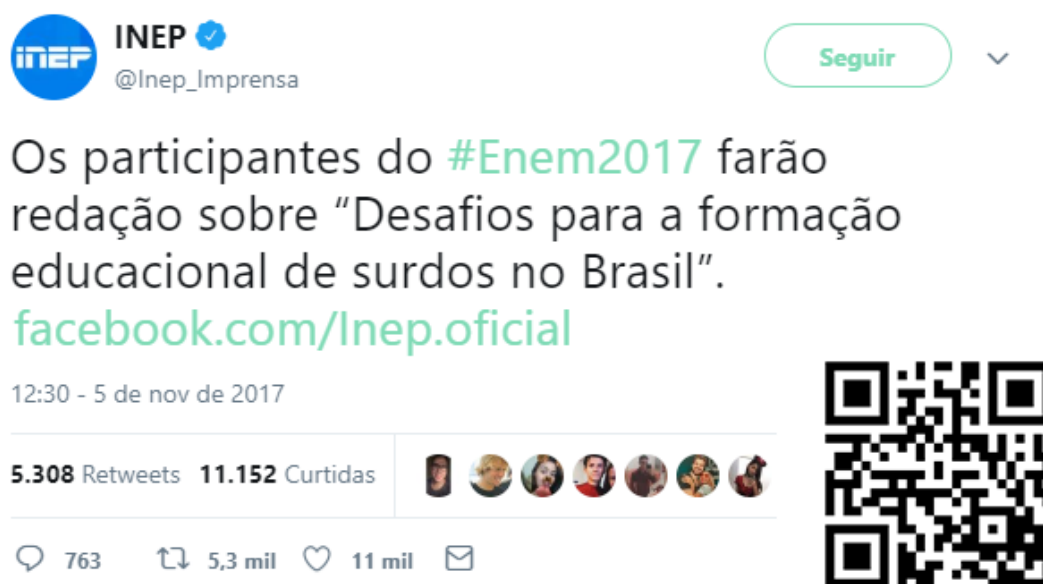 inep
INEP
@Inep_Imprensa
Seguir
Os participantes do #Enem2017 farão
redação sobre “Desafios para a formação
educacional de surdos no Brasil”.
facebook.com/Inep.oficial
12:30 - 5 de nov de 2017
5.308 Retweets 11.152 Curtidas
763 5,3 mil 11 mil